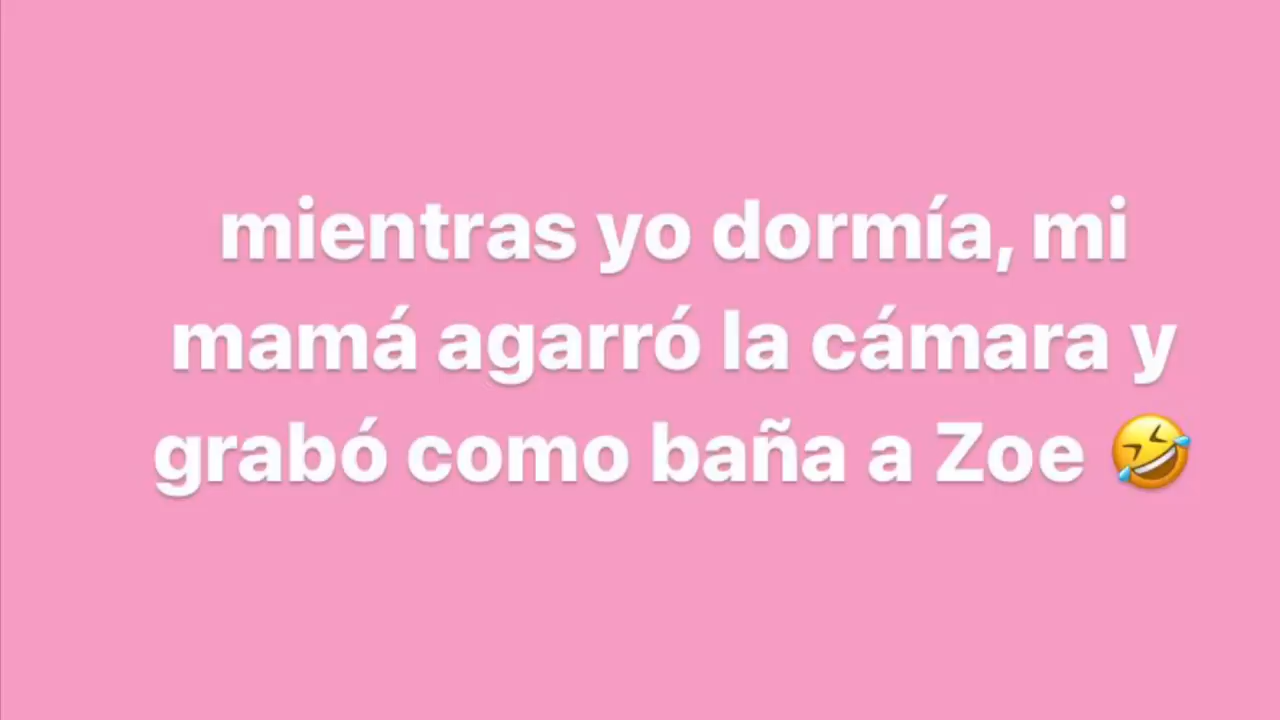 mientras yo dormía, mi
mamá agarró la cámara y
grabó como baña a Zoe 🤣